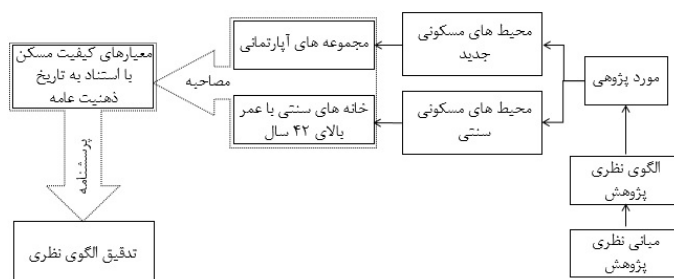 محیط های مسکونی
جدید
مجموعه های آپارتمانی
معیارهای کیفیت مسکن
با استناد به تاریخ
ذهنیت عامه
مصاحبه
مورد پژوهی
محیط های مسکونی
سنتی
خانه های سنتی با عمر
بالای ۴۲ سال
پرسشنامه
الگوی نظری
پژوهش
مبانی نظری
پژوهش
تدقیق الگوی نظری